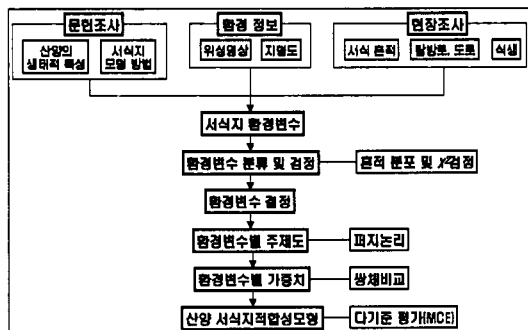 문헌조사
환경 정보
현장조사
산양의
생태적 특성
서식지
모형 방법
위성영상
지형도
서식 흔적
탐방로, 도로
식생
서식지 환경변수
환경변수 분류 및 검정
흔적 분포 및 χ²검정
환경변수 결정
환경변수별 주제도
퍼지논리
환경변수별 가중치
쌍체비교
산양 서식지적합성모형
다기준 평가(MCE)